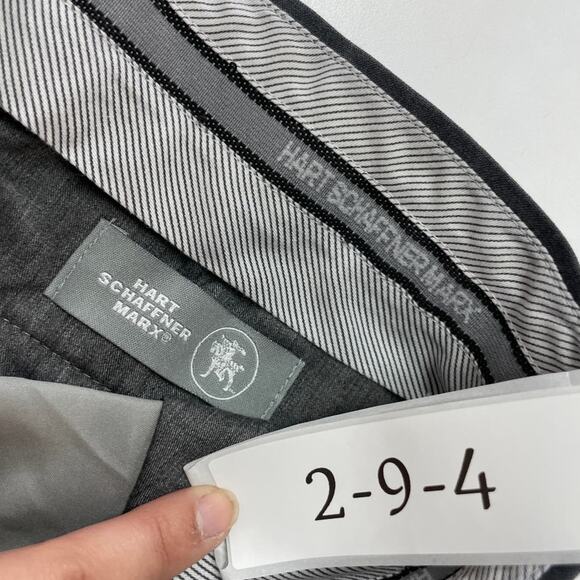 HART SCHAFFNER MARX
HART
SCHAFFNER
MARX®
2-9-4